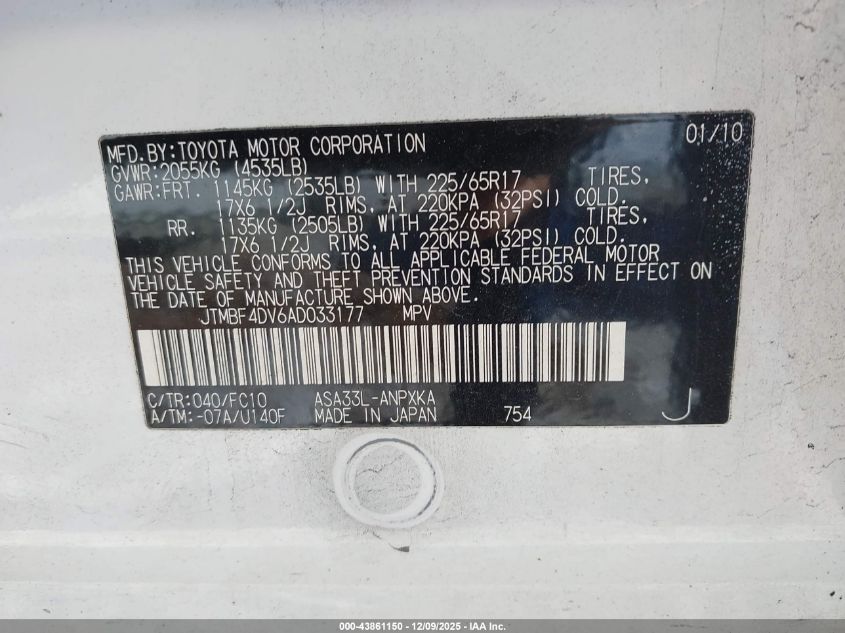 MFD.BY:TOYOTA MOTOR CORPORATION 01/10
GVWR:2055KG (4535LB)
GAWR:FRT. 1145KG (2535LB) WITH 225/65R17 TIRES,
17X6 1/2J RIMS, AT 220KPA (32PSI) COLD.
RR. 1135KG (2505LB) WITH 225/65R17 TIRES,
17X6 1/2J RIMS, AT 220KPA (32PSI) COLD.
THIS VEHICLE CONFORMS TO ALL APPLICABLE FEDERAL MOTOR
VEHICLE SAFETY AND THEFT PREVENTION STANDARDS IN EFFECT ON
THE DATE OF MANUFACTURE SHOWN ABOVE.
JTMBF4DV6AD033177 MPV
C/TR:040/FC10 ASA33L-ANPXKA
A/TM:-07A/U140F MADE IN JAPAN 754 J
000-43861150 - 12/09/2025 - IAA Inc.